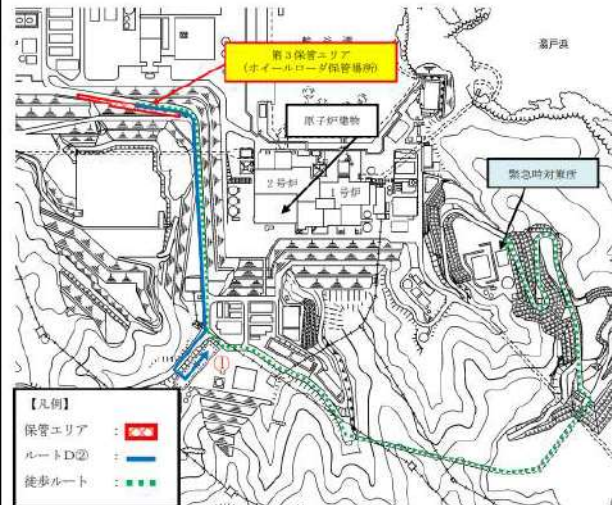 第3保管エリア
(ホイールローダ保管場所)
原子炉建物
2号炉
1号炉
緊急時対策所
①
【凡例】
保管エリア :
ルートD② :
徒歩ルート :